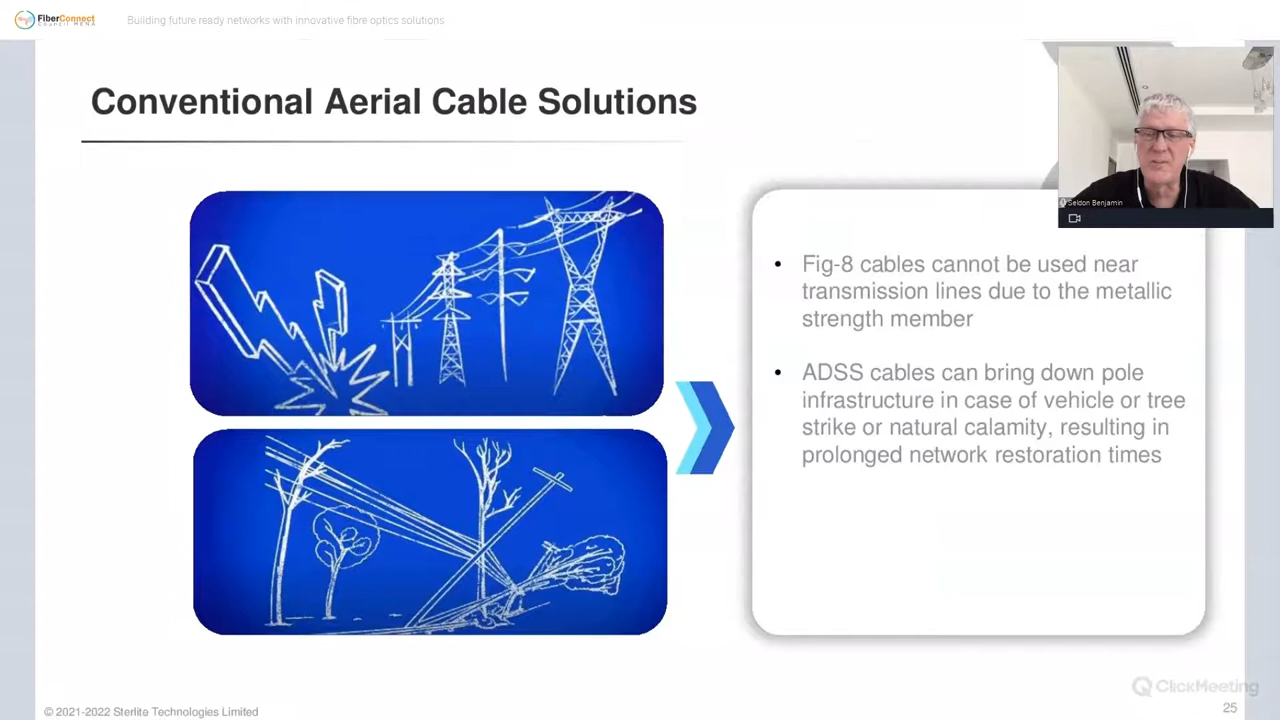 FiberConnect
Council MENA
Building future ready networks with innovative fibre optics solutions
Conventional Aerial Cable Solutions
Seldon Benjamin
• Fig-8 cables cannot be used near
transmission lines due to the metallic
strength member
• ADSS cables can bring down pole
infrastructure in case of vehicle or tree
strike or natural calamity, resulting in
prolonged network restoration times
ClickMeeting
© 2021-2022 Sterlite Technologies Limited
25